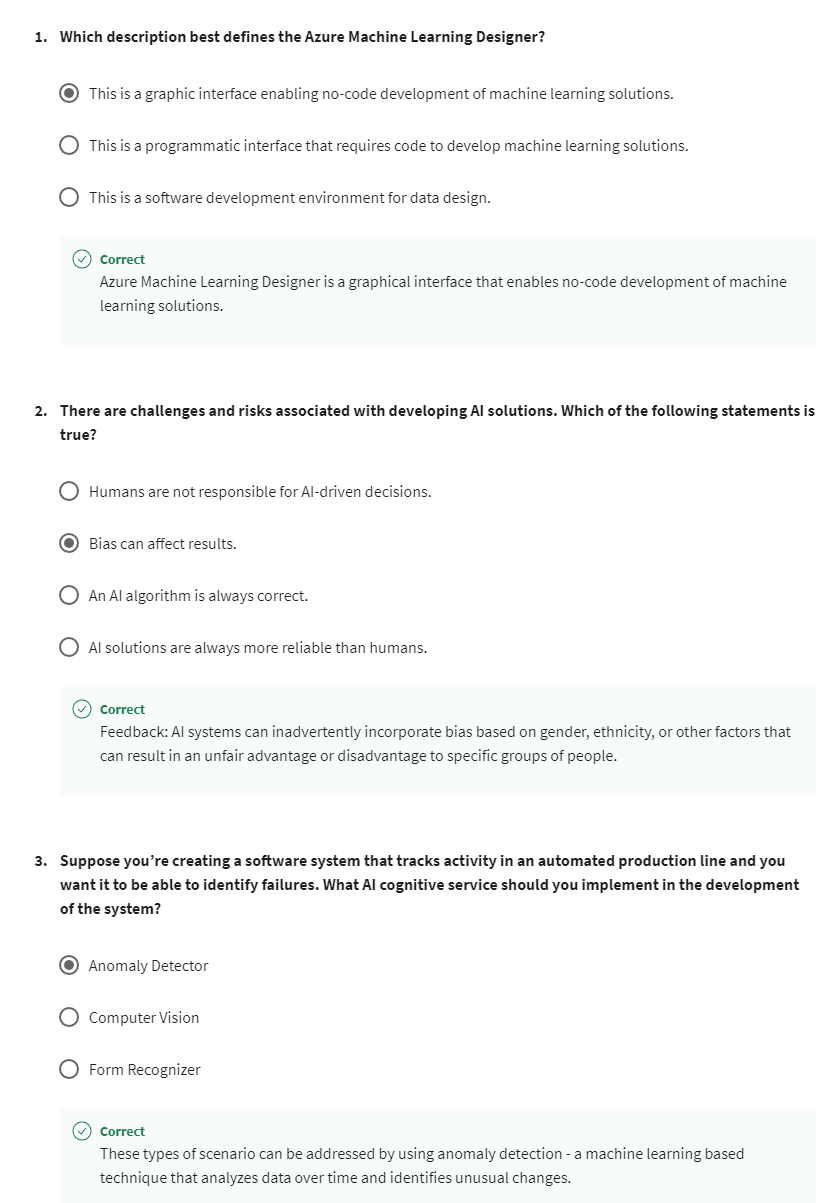 1. Which description best defines the Azure Machine Learning Designer?
This is a graphic interface enabling no-code development of machine learning solutions.
This is a programmatic interface that requires code to develop machine learning solutions.
This is a software development environment for data design.
Correct
Azure Machine Learning Designer is a graphical interface that enables no-code development of machine
learning solutions.
2. There are challenges and risks associated with developing AI solutions. Which of the following statements is
true?
Humans are not responsible for AI-driven decisions.
Bias can affect results.
An AI algorithm is always correct.
AI solutions are always more reliable than humans.
Correct
Feedback: AI systems can inadvertently incorporate bias based on gender, ethnicity, or other factors that
can result in an unfair advantage or disadvantage to specific groups of people.
3. Suppose you’re creating a software system that tracks activity in an automated production line and you
want it to be able to identify failures. What AI cognitive service should you implement in the development
of the system?
Anomaly Detector
Computer Vision
Form Recognizer
Correct
These types of scenario can be addressed by using anomaly detection - a machine learning based
technique that analyzes data over time and identifies unusual changes.